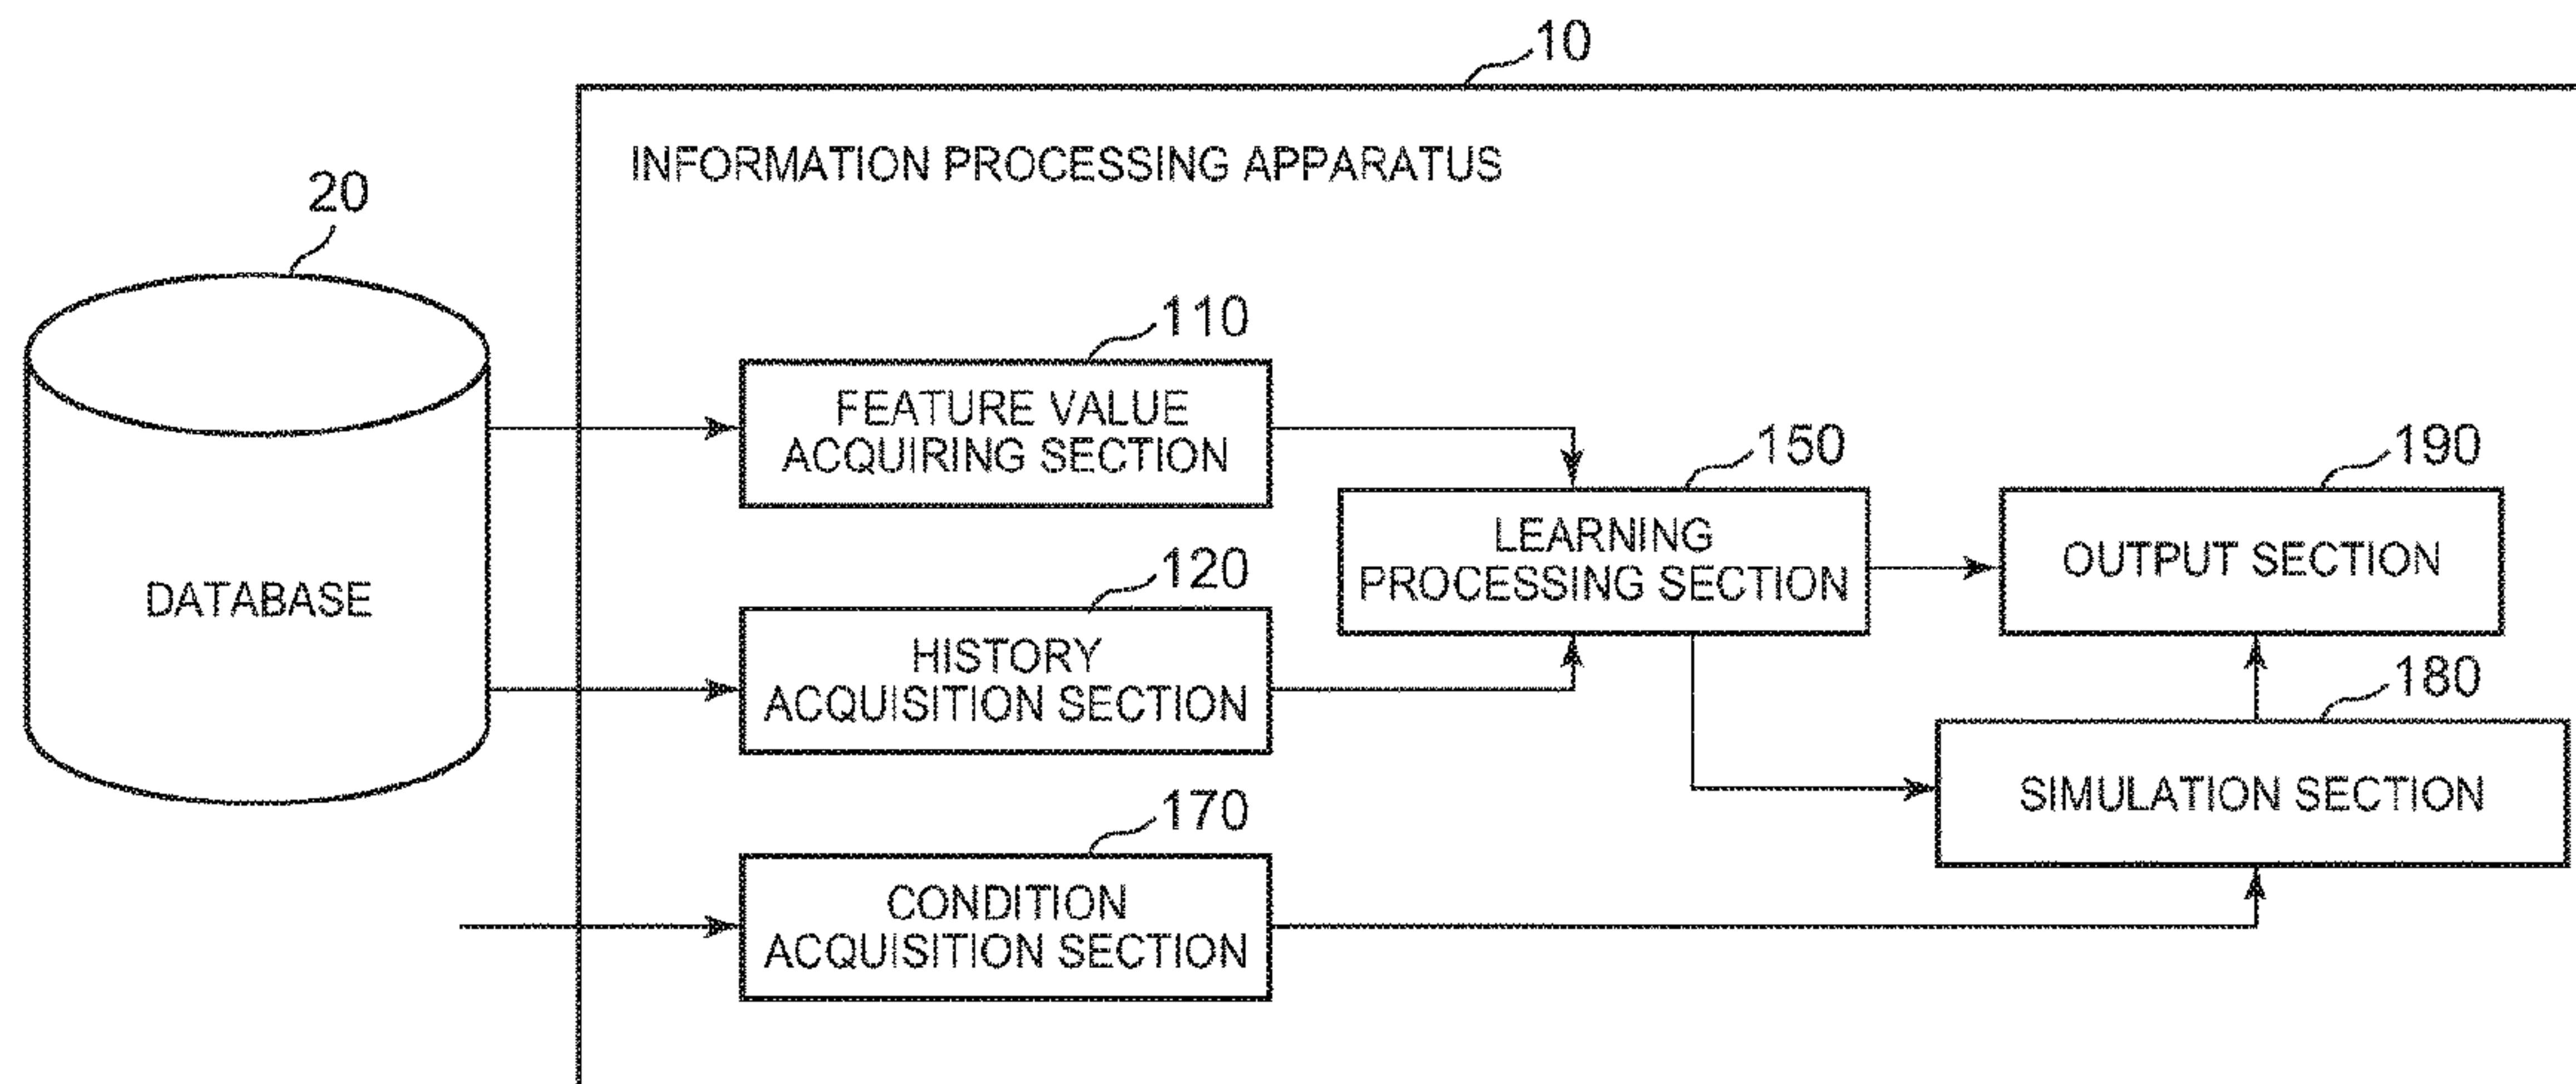 10
INFORMATION PROCESSING APPARATUS
20
DATABASE
110
FEATURE VALUE
ACQUIRING SECTION
120
HISTORY
ACQUISITION SECTION
170
CONDITION
ACQUISITION SECTION
150
LEARNING
PROCESSING SECTION
190
OUTPUT SECTION
180
SIMULATION SECTION